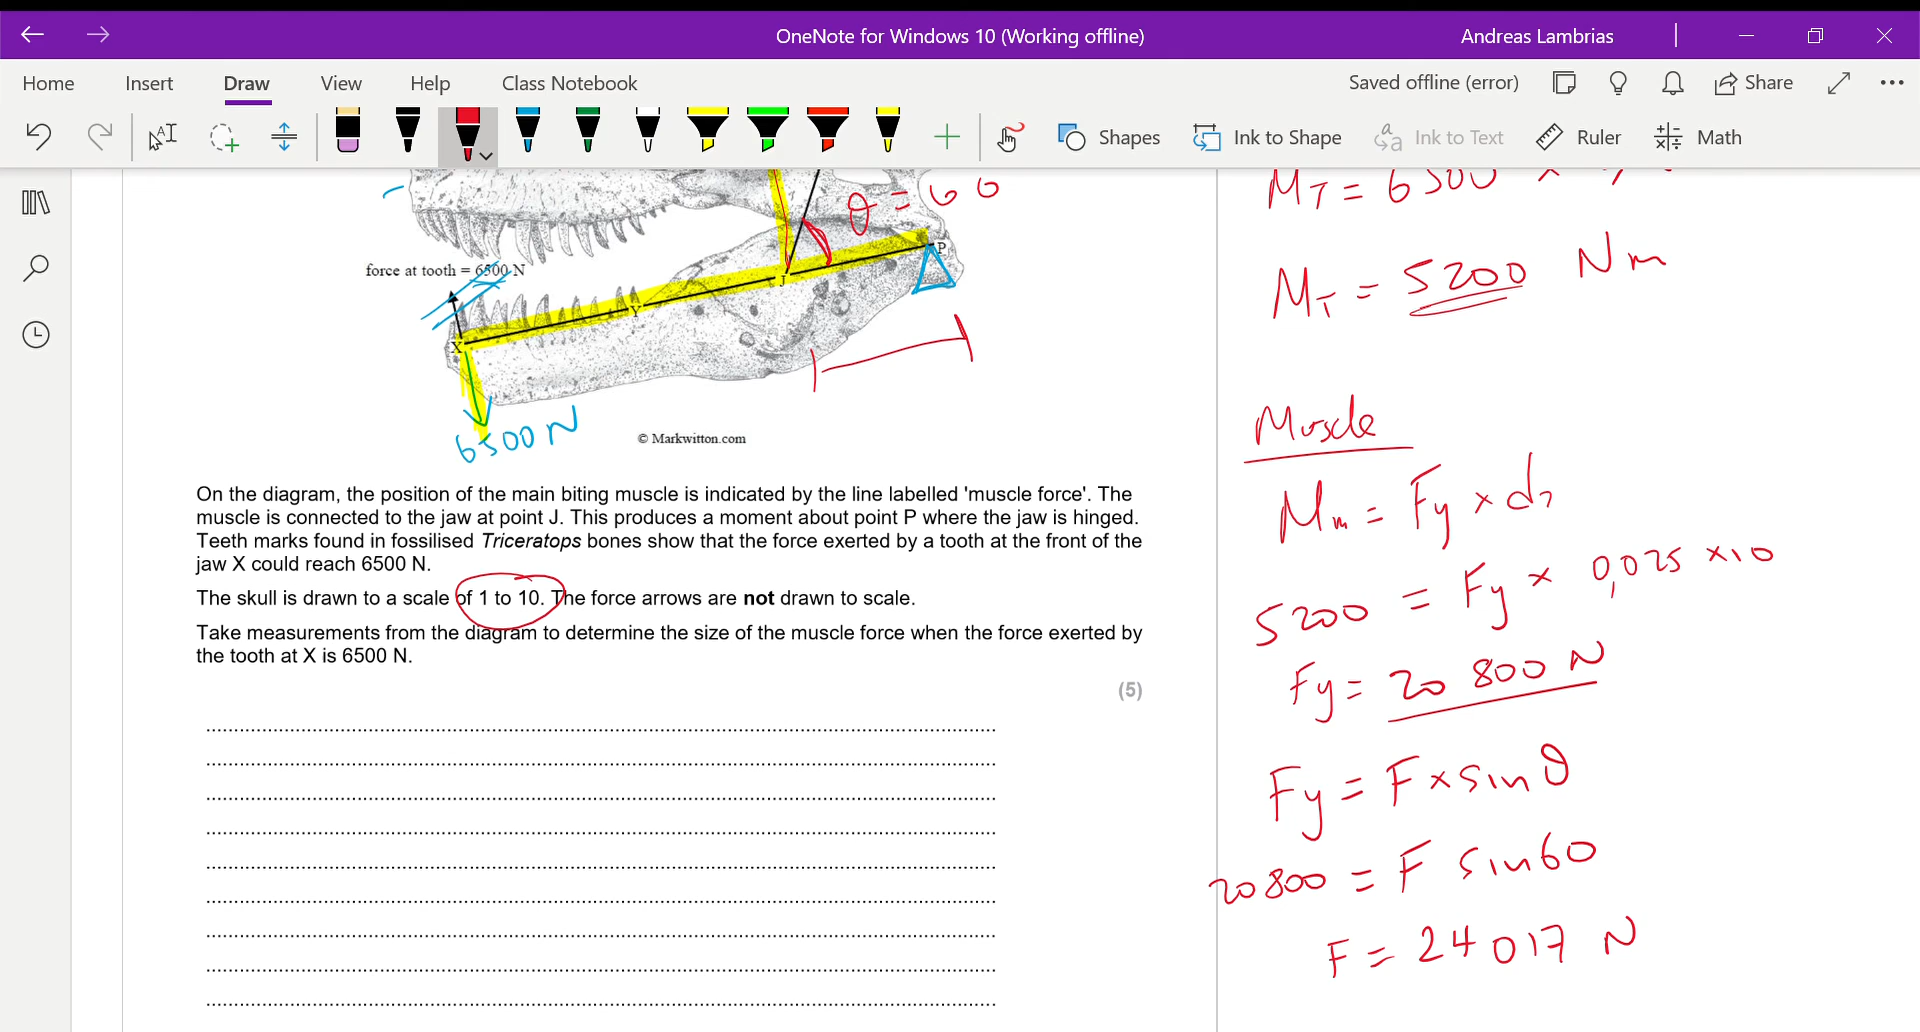 OneNote for Windows 10 (Working offline)
Andreas Lambrias
Home Insert Draw View Help Class Notebook
Saved offline (error) Share
Shapes Ink to Shape Ink to Text Ruler Math
θ = 60
P
force at tooth = 6500 N
J
Y
X
6500 N
© Markwitton.com
On the diagram, the position of the main biting muscle is indicated by the line labelled 'muscle force'. The
muscle is connected to the jaw at point J. This produces a moment about point P where the jaw is hinged.
Teeth marks found in fossilised Triceratops bones show that the force exerted by a tooth at the front of the
jaw X could reach 6500 N.
The skull is drawn to a scale of 1 to 10. The force arrows are not drawn to scale.
Take measurements from the diagram to determine the size of the muscle force when the force exerted by
the tooth at X is 6500 N.
(5)
M_T = 6500 ×
M_T = 5200 Nm
Muscle
M_m = Fy × d₂
5200 = Fy × 0,025 × 10
Fy = 20 800 N
Fy = F × sin θ
20800 = F sin 60
F = 24 017 N